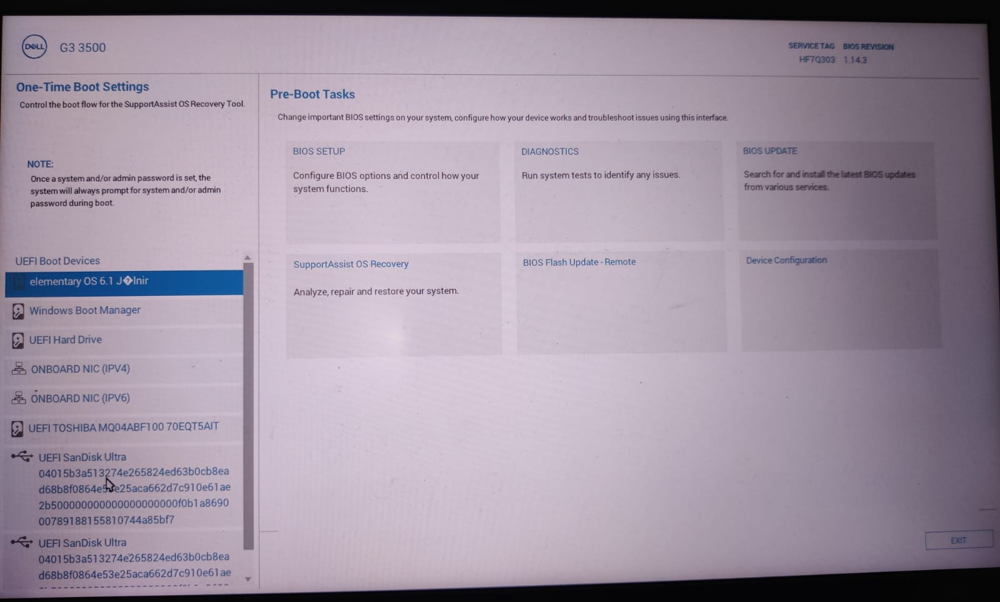 DELL
G3 3500
SERVICE TAG BIOS REVISION
HF7Q303 1.14.3
One-Time Boot Settings
Control the boot flow for the SupportAssist OS Recovery Tool.
NOTE:
Once a system and/or admin password is set, the
system will always prompt for system and/or admin
password during boot.
UEFI Boot Devices
elementary OS 6.1 J�lnir
Windows Boot Manager
UEFI Hard Drive
ONBOARD NIC (IPV4)
ONBOARD NIC (IPV6)
UEFI TOSHIBA MQ04ABF100 70EQT5AIT
UEFI SanDisk Ultra
04015b3a513274e265824ed63b0cb8ea
d68b8f0864e53e25aca662d7c910e61ae
2b500000000000000000000f0b1a8690
00789188155810744a85bf7
UEFI SanDisk Ultra
04015b3a513274e265824ed63b0cb8ea
d68b8f0864e53e25aca662d7c910e61ae
Pre-Boot Tasks
Change important BIOS settings on your system, configure how your device works and troubleshoot issues using this interface.
BIOS SETUP
Configure BIOS options and control how your
system functions.
DIAGNOSTICS
Run system tests to identify any issues.
BIOS UPDATE
Search for and install the latest BIOS updates
from various services.
SupportAssist OS Recovery
Analyze, repair and restore your system.
BIOS Flash Update - Remote
Device Configuration
EXIT